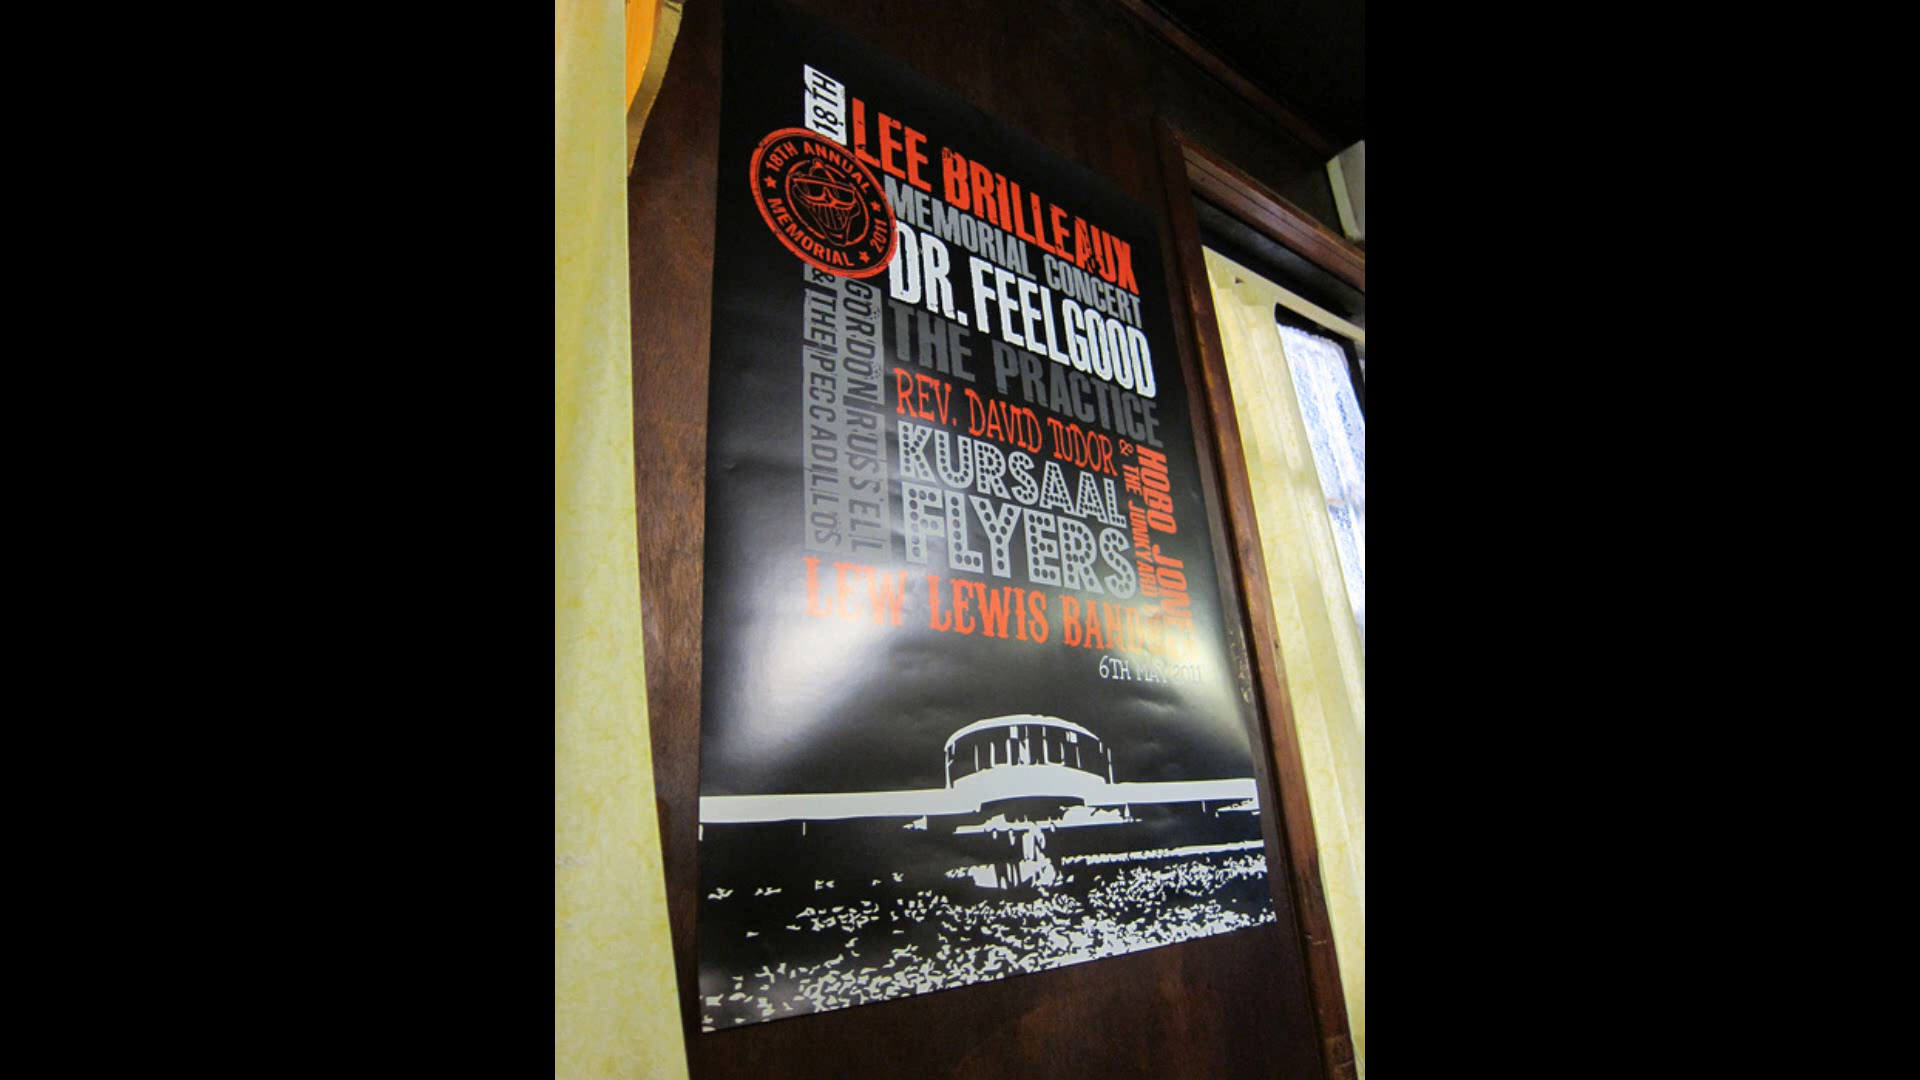 18TH
LEE BRILLEAUX
MEMORIAL CONCERT
DR. FEELGOOD
THE PRACTICE
REV. DAVID TUDOR
KURSAAL
FLYERS
LEW LEWIS BAND
GORDON RUSSELL
& THE PECCADILLOS
HOBO JONES
& THE JUNKYARD
6TH MAY 2011
18TH ANNUAL
MEMORIAL
2011